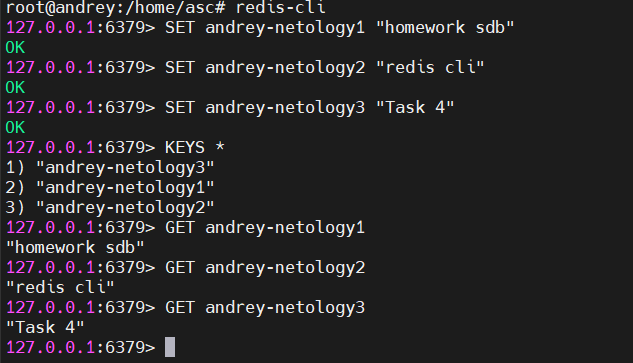 root@andrey:/home/asc# redis-cli
127.0.0.1:6379> SET andrey-netology1 "homework sdb"
OK
127.0.0.1:6379> SET andrey-netology2 "redis cli"
OK
127.0.0.1:6379> SET andrey-netology3 "Task 4"
OK
127.0.0.1:6379> KEYS *
1) "andrey-netology3"
2) "andrey-netology1"
3) "andrey-netology2"
127.0.0.1:6379> GET andrey-netology1
"homework sdb"
127.0.0.1:6379> GET andrey-netology2
"redis cli"
127.0.0.1:6379> GET andrey-netology3
"Task 4"
127.0.0.1:6379>